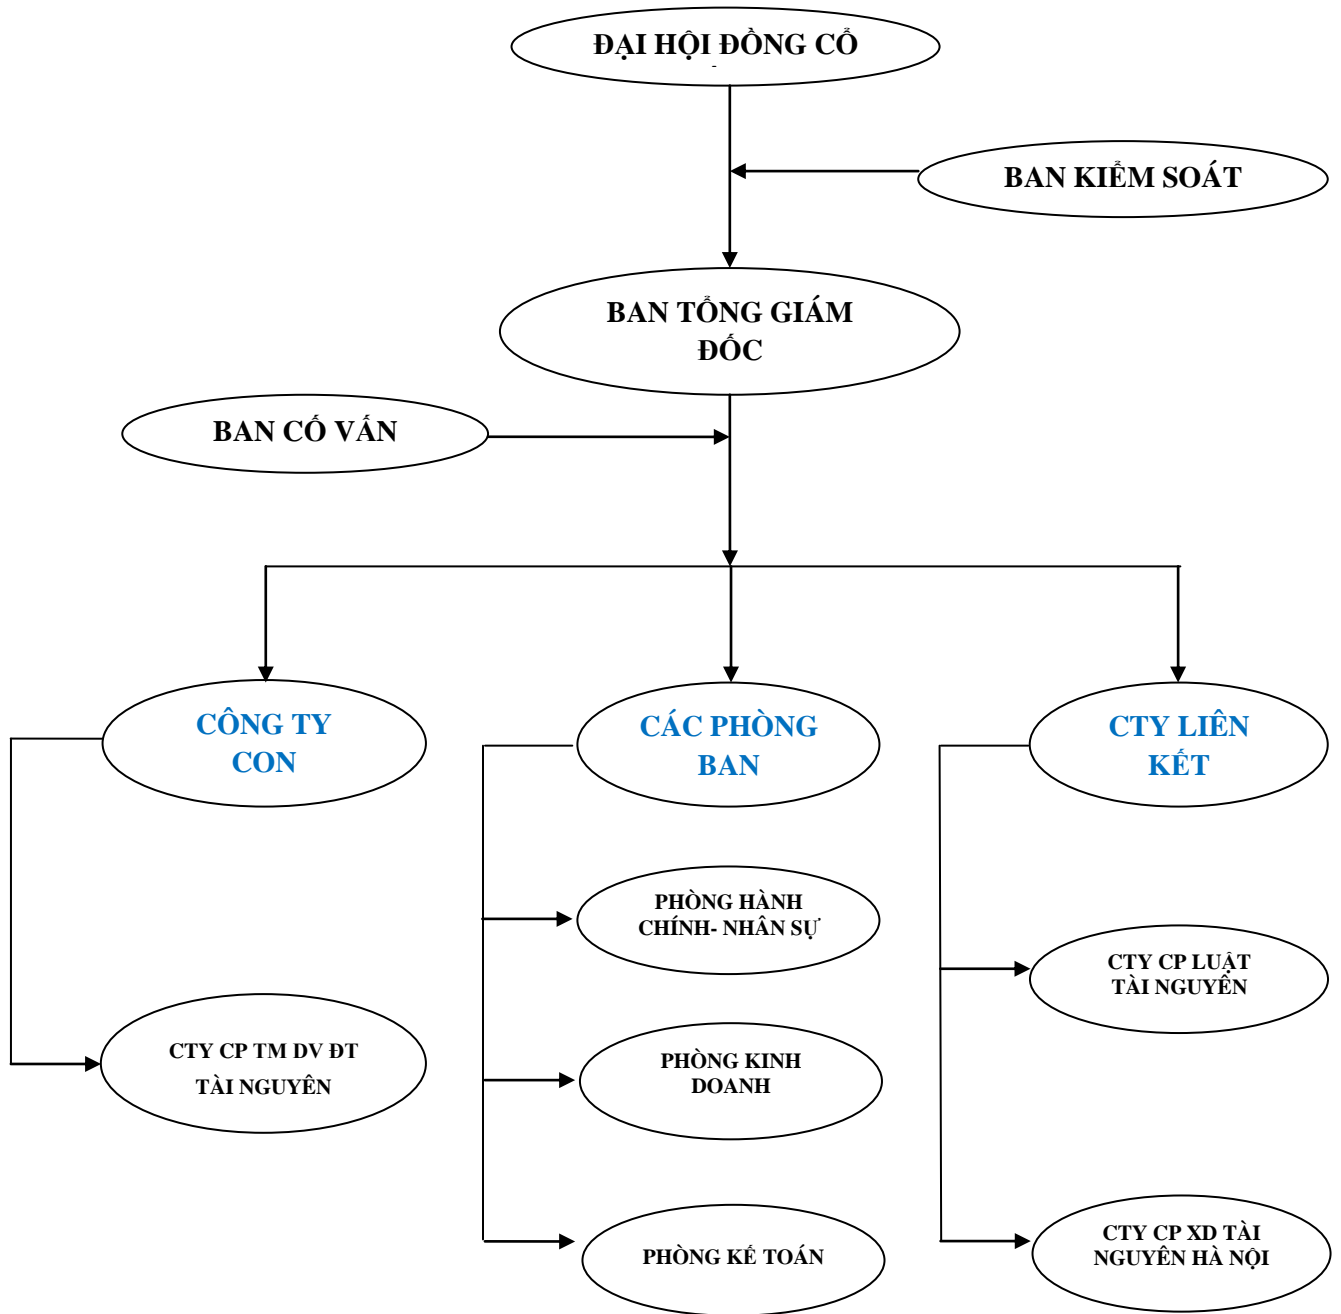 ĐẠI HỘI ĐỒNG CỔ
BAN KIỂM SOÁT
BAN TỔNG GIÁM
ĐỐC
BAN CỐ VẤN
CÔNG TY
CON
CÁC PHÒNG
BAN
CTY LIÊN
KẾT
PHÒNG HÀNH
CHÍNH- NHÂN SỰ
CTY CP LUẬT
TÀI NGUYÊN
CTY CP TM DV ĐT
TÀI NGUYÊN
PHÒNG KINH
DOANH
PHÒNG KẾ TOÁN
CTY CP XD TÀI
NGUYÊN HÀ NỘI